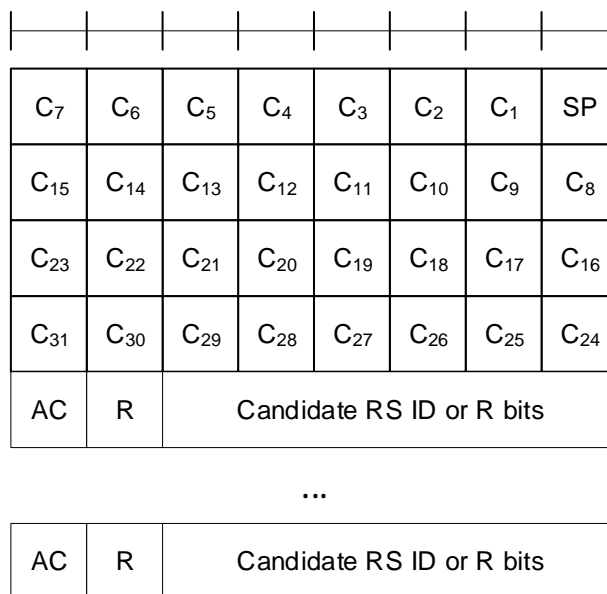 C₇ C₆ C₅ C₄ C₃ C₂ C₁ SP
C₁₅ C₁₄ C₁₃ C₁₂ C₁₁ C₁₀ C₉ C₈
C₂₃ C₂₂ C₂₁ C₂₀ C₁₉ C₁₈ C₁₇ C₁₆
C₃₁ C₃₀ C₂₉ C₂₈ C₂₇ C₂₆ C₂₅ C₂₄
AC R Candidate RS ID or R bits
...
AC R Candidate RS ID or R bits